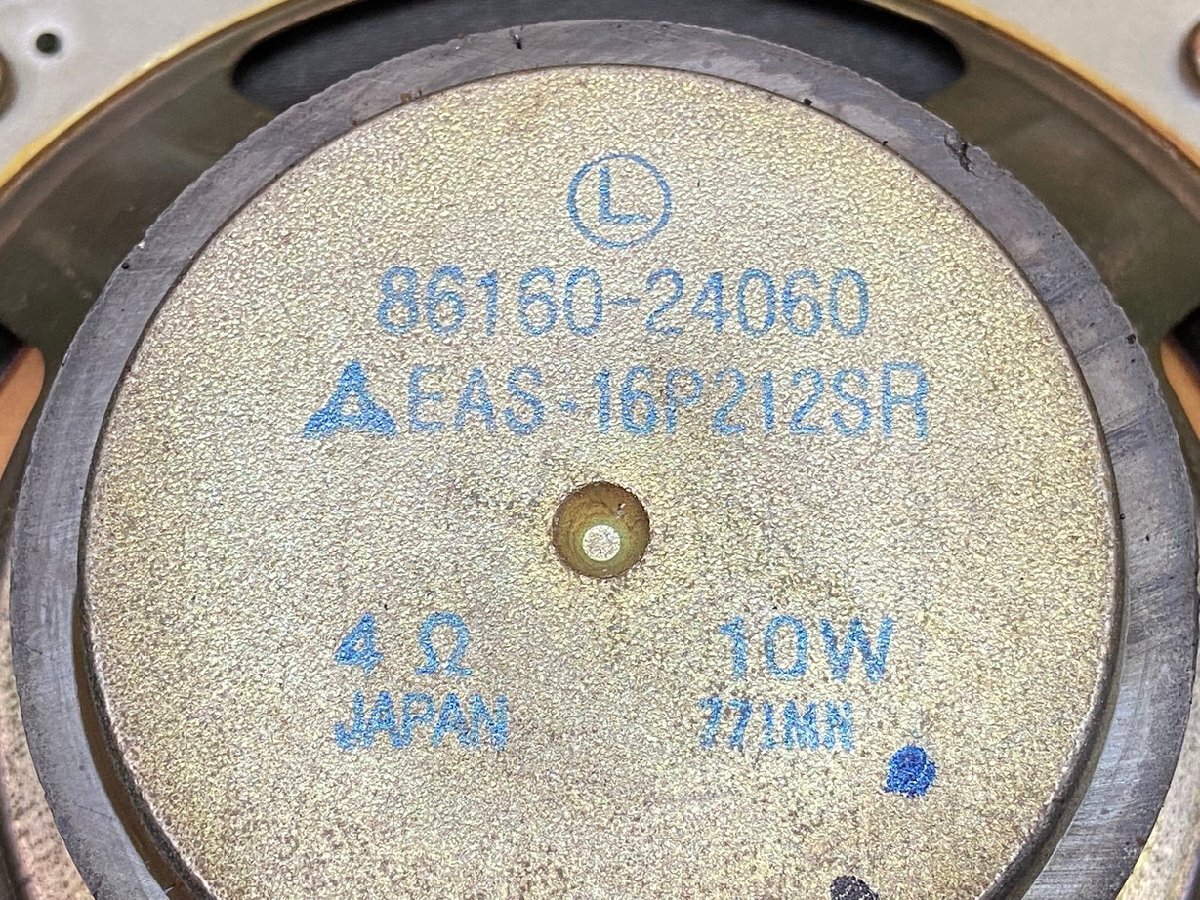 Ⓛ
86160-24060
EAS-16P212SR
4 Ω 10W
JAPAN 771MN